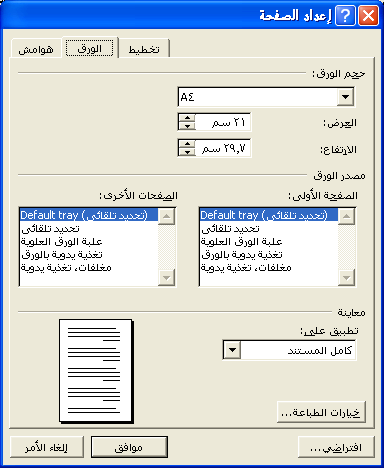 إعداد الصفحة
هوامش
الورق
تخطيط
حجم الورق:
A٤
العرض:
٢١ سم
الارتفاع:
٢٩,٧ سم
مصدر الورق
الصفحة الأولى:
Default tray (تحديد تلقائي)
تحديد تلقائي
علبة الورق العلوية
تغذية يدوية بالورق
مغلفات، تغذية يدوية
الصفحات الأخرى:
Default tray (تحديد تلقائي)
تحديد تلقائي
علبة الورق العلوية
تغذية يدوية بالورق
مغلفات، تغذية يدوية
معاينة
تطبيق على:
كامل المستند
خيارات الطباعة...
افتراضي...
موافق
إلغاء الأمر